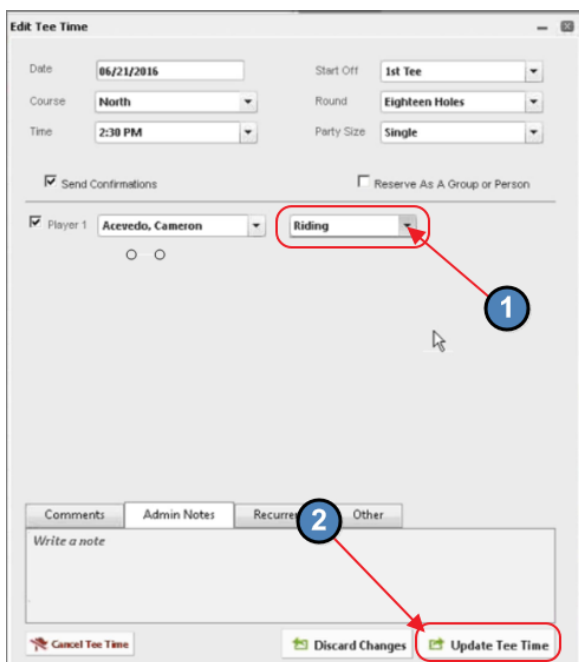 Edit Tee Time
Date 06/21/2016 Start Off 1st Tee
Course North Round Eighteen Holes
Time 2:30 PM Party Size Single
Send Confirmations Reserve As A Group or Person
Player 1 Acevedo, Cameron Riding
1
2
Comments Admin Notes Recurre Other
Write a note
Cancel Tee Time Discard Changes Update Tee Time